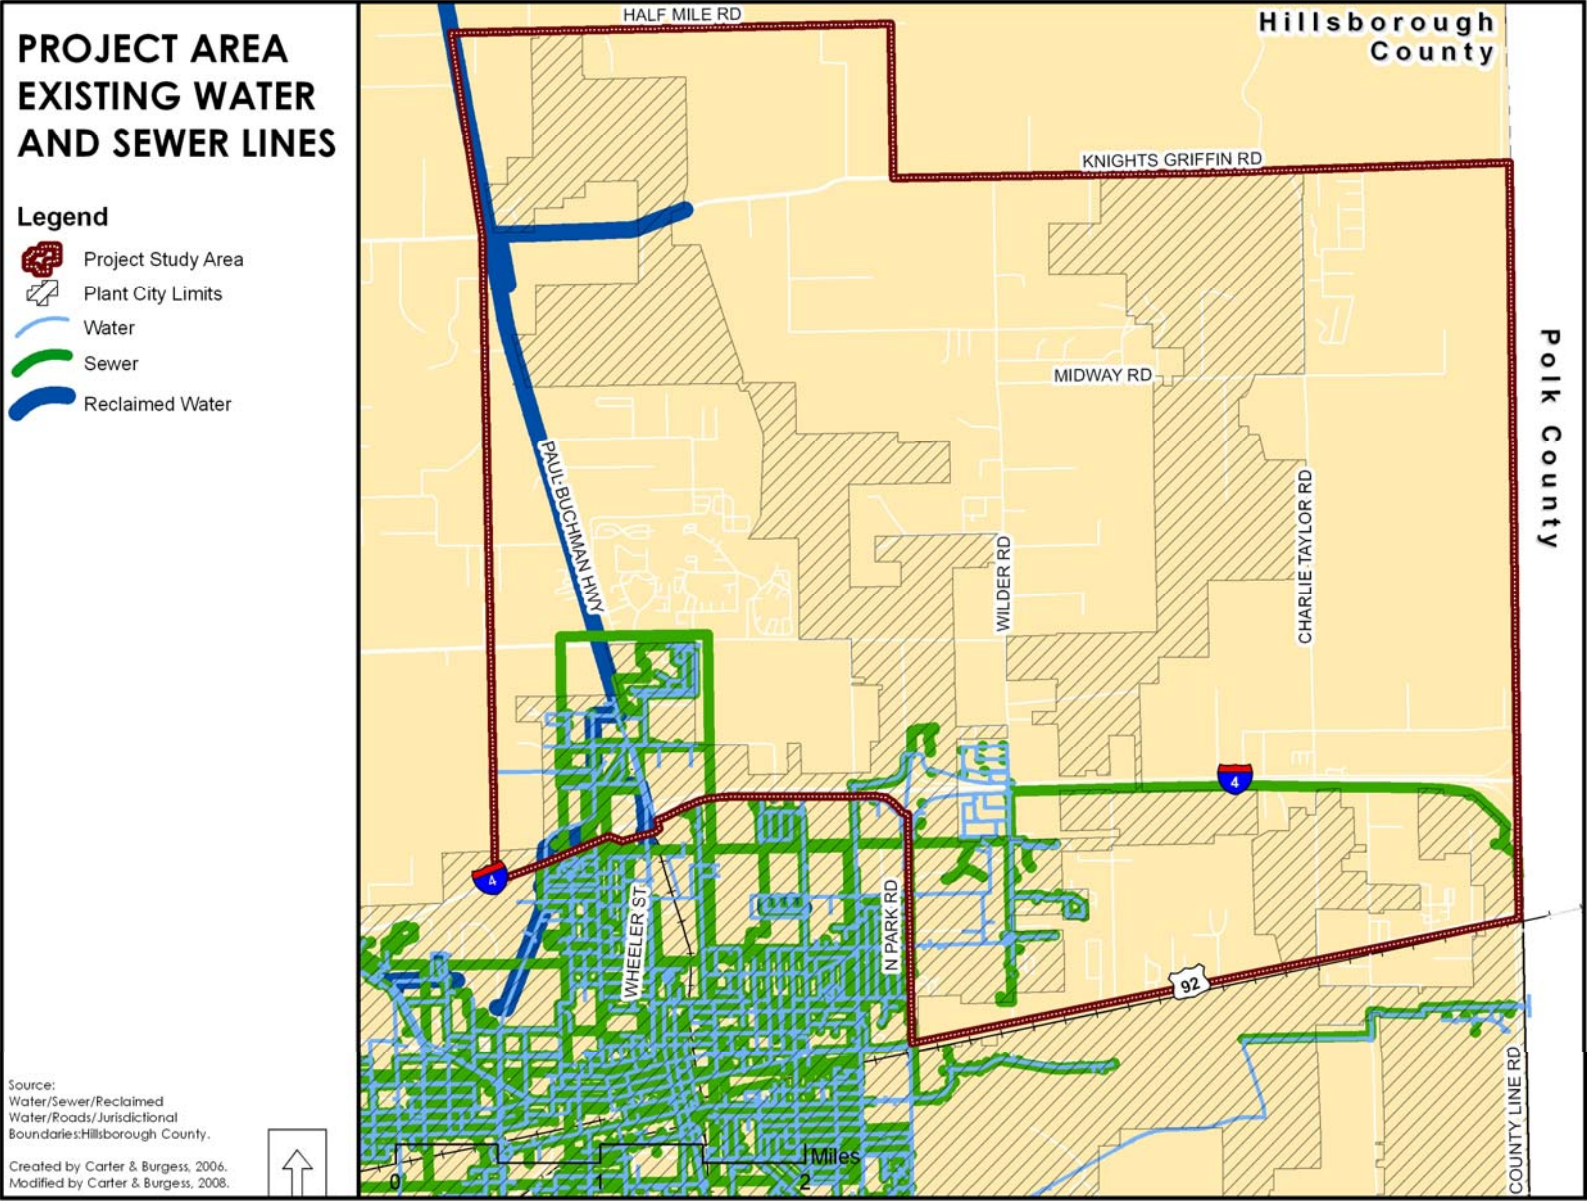 PROJECT AREA
EXISTING WATER
AND SEWER LINES
Legend
Project Study Area
Plant City Limits
Water
Sewer
Reclaimed Water
Source:
Water/Sewer/Reclaimed
Water/Roads/Jurisdictional
Boundaries:Hillsborough County.
Created by Carter & Burgess, 2006.
Modified by Carter & Burgess, 2008.
HALF MILE RD
Hillsborough
County
KNIGHTS GRIFFIN RD
MIDWAY RD
Polk County
PAUL BUCHMAN HWY
WILDER RD
CHARLIE TAYLOR RD
4
4
WHEELER ST
N PARK RD
92
COUNTY LINE RD
Miles
0
1
2